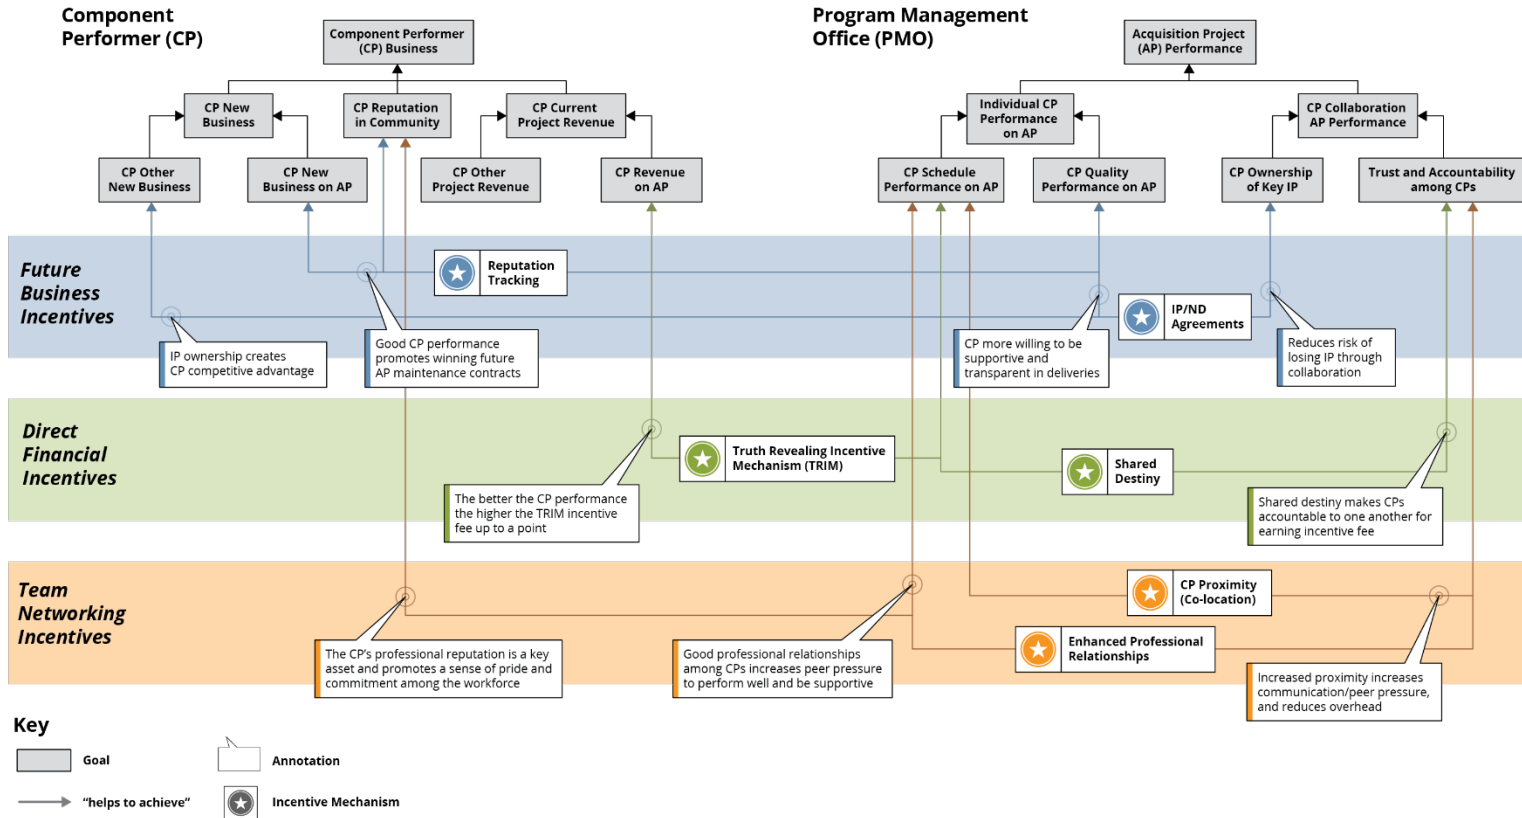 Component
Performer (CP)
Program Management
Office (PMO)
Component Performer
(CP) Business
Acquisition Project
(AP) Performance
CP New
Business
CP Reputation
in Community
CP Current
Project Revenue
Individual CP
Performance
on AP
CP Collaboration
AP Performance
CP Other
New Business
CP New
Business on AP
CP Other
Project Revenue
CP Revenue
on AP
CP Schedule
Performance on AP
CP Quality
Performance on AP
CP Ownership
of Key IP
Trust and Accountability
among CPs
Future
Business
Incentives
Reputation
Tracking
IP/ND
Agreements
IP ownership creates
CP competitive advantage
Good CP performance
promotes winning future
AP maintenance contracts
CP more willing to be
supportive and
transparent in deliveries
Reduces risk of
losing IP through
collaboration
Direct
Financial
Incentives
Truth Revealing Incentive
Mechanism (TRIM)
Shared
Destiny
The better the CP performance
the higher the TRIM incentive
fee up to a point
Shared destiny makes CPs
accountable to one another for
earning incentive fee
Team
Networking
Incentives
CP Proximity
(Co-location)
Enhanced Professional
Relationships
The CP’s professional reputation is a key
asset and promotes a sense of pride and
commitment among the workforce
Good professional relationships
among CPs increases peer pressure
to perform well and be supportive
Increased proximity increases
communication/peer pressure,
and reduces overhead
Key
Goal
Annotation
“helps to achieve”
Incentive Mechanism